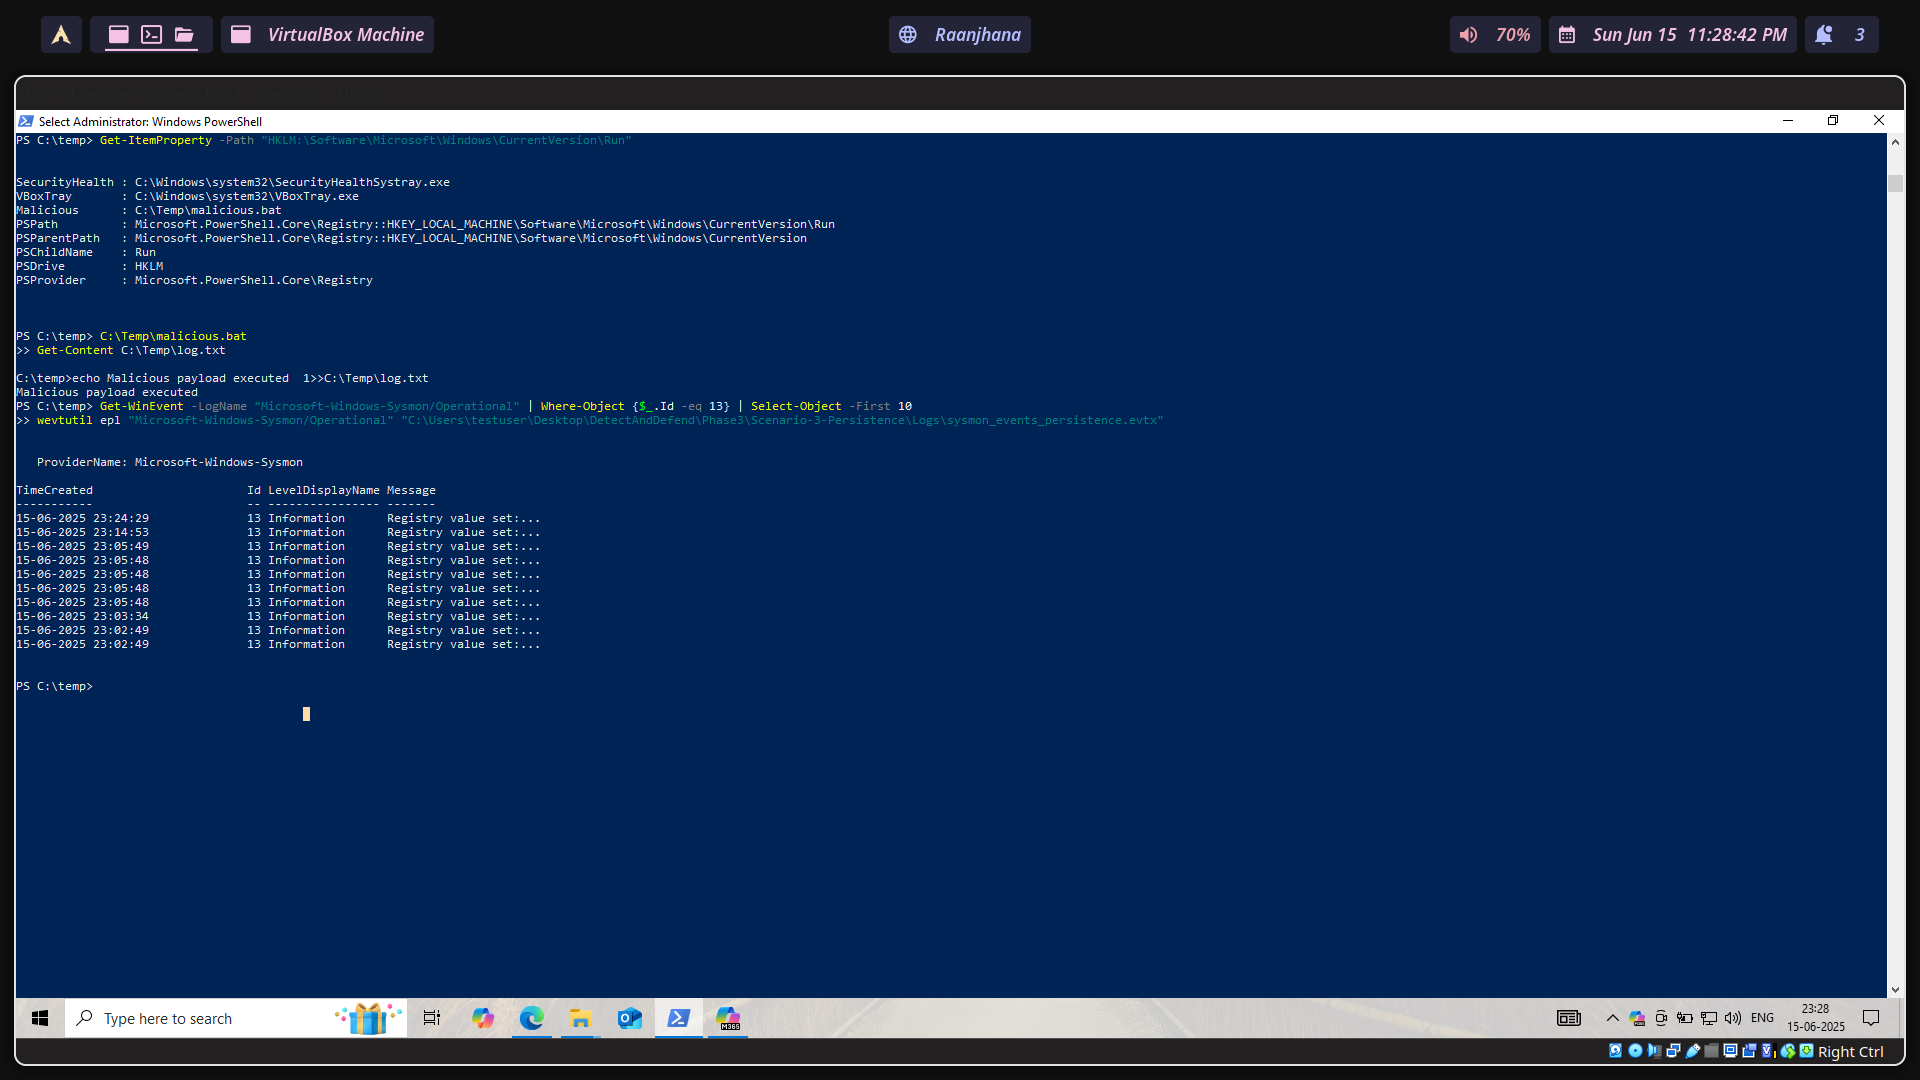 VirtualBox Machine
Raanjhana
70%
Sun Jun 15 11:28:42 PM
3
Select Administrator: Windows PowerShell
PS C:\temp> Get-ItemProperty -Path "HKLM:\Software\Microsoft\Windows\CurrentVersion\Run"
SecurityHealth : C:\Windows\system32\SecurityHealthSystray.exe
VBoxTray       : C:\Windows\system32\VBoxTray.exe
Malicious      : C:\Temp\malicious.bat
PSPath         : Microsoft.PowerShell.Core\Registry::HKEY_LOCAL_MACHINE\Software\Microsoft\Windows\CurrentVersion\Run
PSParentPath   : Microsoft.PowerShell.Core\Registry::HKEY_LOCAL_MACHINE\Software\Microsoft\Windows\CurrentVersion
PSChildName    : Run
PSDrive        : HKLM
PSProvider     : Microsoft.PowerShell.Core\Registry
PS C:\temp> C:\Temp\malicious.bat
>> Get-Content C:\Temp\log.txt
C:\temp>echo Malicious payload executed  1>>C:\Temp\log.txt
Malicious payload executed
PS C:\temp> Get-WinEvent -LogName "Microsoft-Windows-Sysmon/Operational" | Where-Object {$_.Id -eq 13} | Select-Object -First 10
>> wevtutil epl "Microsoft-Windows-Sysmon/Operational" "C:\Users\testuser\Desktop\DetectAndDefend\Phase3\Scenario-3-Persistence\Logs\sysmon_events_persistence.evtx"
ProviderName: Microsoft-Windows-Sysmon
TimeCreated                      Id LevelDisplayName Message
-----------                      -- ---------------- -------
15-06-2025 23:24:29              13 Information      Registry value set:...
15-06-2025 23:14:53              13 Information      Registry value set:...
15-06-2025 23:05:49              13 Information      Registry value set:...
15-06-2025 23:05:48              13 Information      Registry value set:...
15-06-2025 23:05:48              13 Information      Registry value set:...
15-06-2025 23:05:48              13 Information      Registry value set:...
15-06-2025 23:05:48              13 Information      Registry value set:...
15-06-2025 23:03:34              13 Information      Registry value set:...
15-06-2025 23:02:49              13 Information      Registry value set:...
15-06-2025 23:02:49              13 Information      Registry value set:...
PS C:\temp>
Type here to search
M365
ENG
23:28
15-06-2025
Right Ctrl